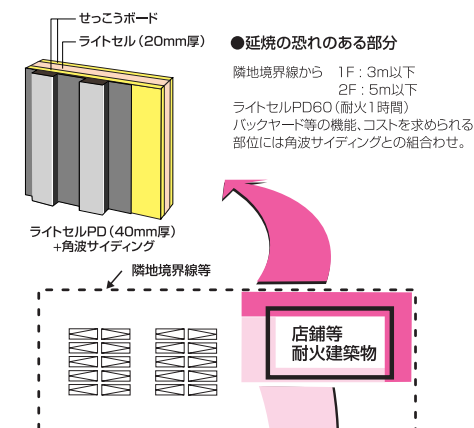 せっこうボード
ライトセル（20mm厚）
ライトセルPD（40mm厚）
+角波サイディング
●延焼の恐れのある部分
隣地境界線から　1F：3m以下
2F：5m以下
ライトセルPD60（耐火1時間）
バックヤード等の機能、コストを求められる
部位には角波サイディングとの組合わせ。
隣地境界線等
店舗等
耐火建築物